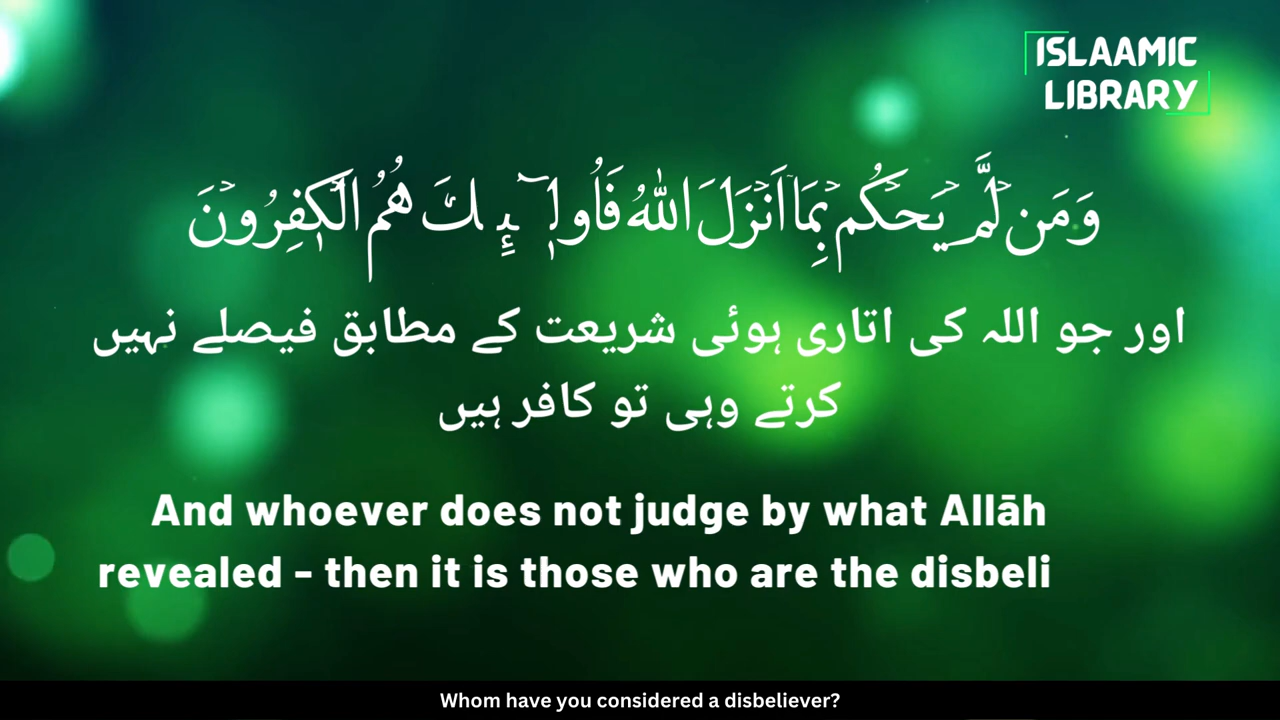 ISLAAMIC
LIBRARY
وَمَن لَّمْ يَحْكُم بِمَآ اَنْزَلَ اللّٰهُ فَاُولٰٓئِكَ هُمُ الْكٰفِرُونَ
اور جو اللہ کی اتاری ہوئی شریعت کے مطابق فیصلے نہیں
کرتے وہی تو کافر ہیں
And whoever does not judge by what Allāh
revealed - then it is those who are the disbeli
Whom have you considered a disbeliever?